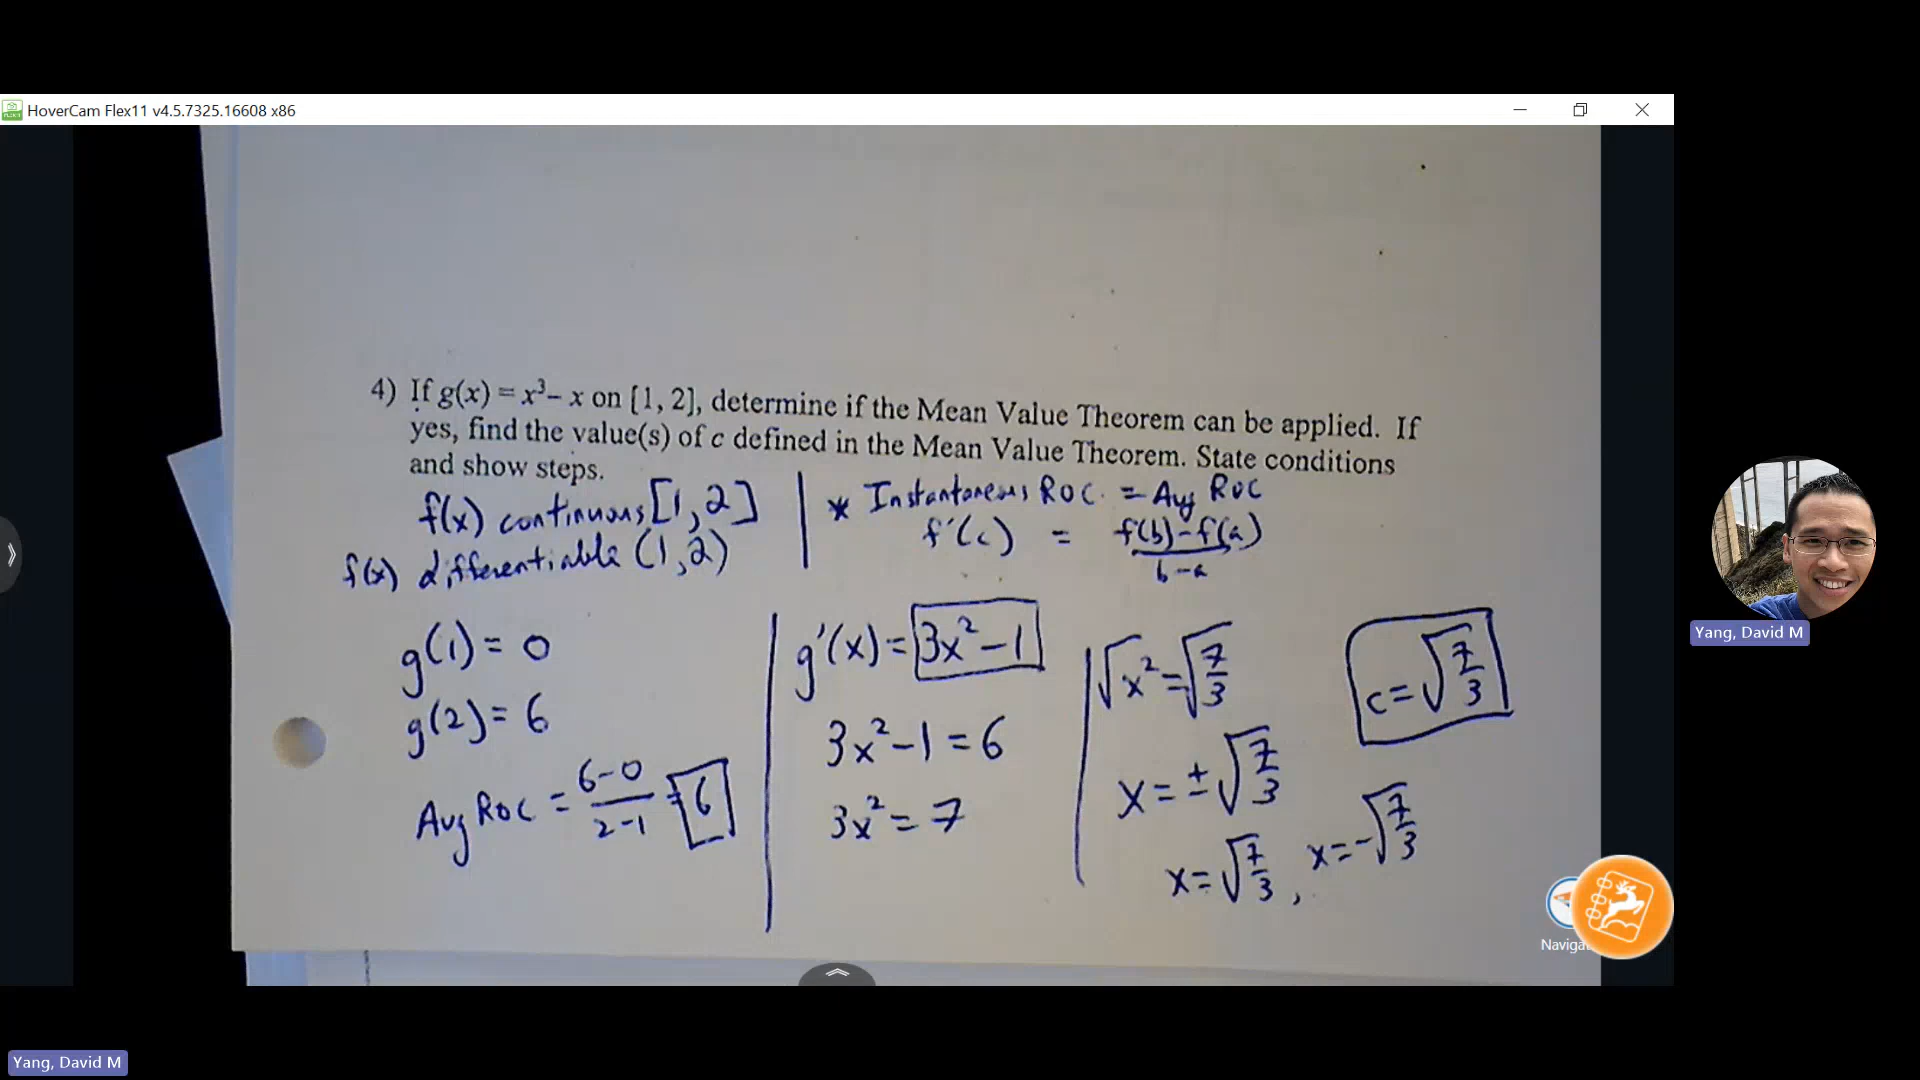 HoverCam Flex11 v4.5.7325.16608 x86
4) If g(x) = x³– x on [1, 2], determine if the Mean Value Theorem can be applied. If
yes, find the value(s) of c defined in the Mean Value Theorem. State conditions
and show steps.
f(x) continuous [1,2]
f(x) differentiable (1,2)
* Instantaneous ROC. = Avg ROC
f'(c) = f(b)-f(a)
b-a
g(1) = 0
g(2) = 6
Avg ROC = 6-0 = 6
2-1
g'(x) = 3x²-1
3x²-1 = 6
3x² = 7
√x² = √7/3
x = ±√7/3
x = √7/3 , x = -√7/3
c = √7/3
Yang, David M
Yang, David M